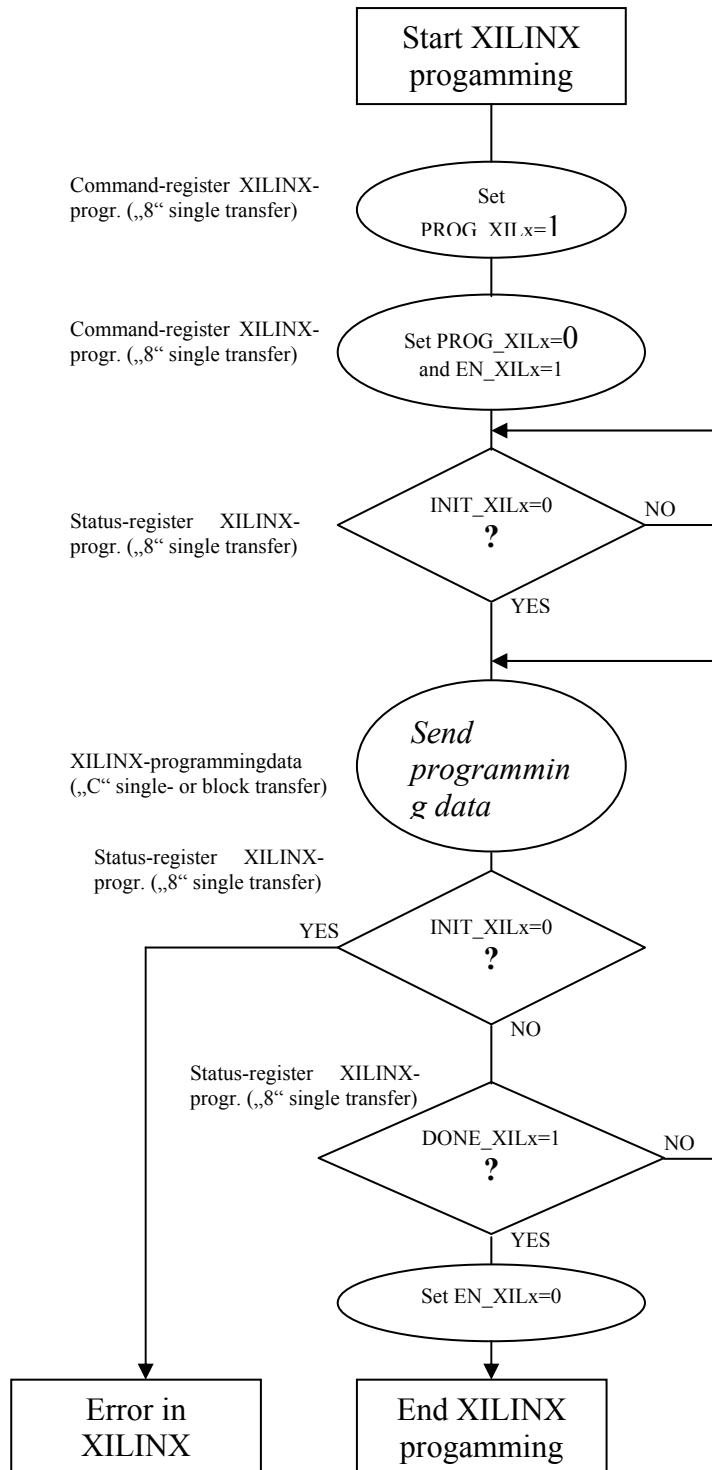 Start XILINX
progamming
Command-register XILINX-
progr. („8“ single transfer)
Set
PROG_XILx=1
Command-register XILINX-
progr. („8“ single transfer)
Set PROG_XILx=0
and EN_XILx=1
INIT_XILx=0
?
NO
Status-register XILINX-
progr. („8“ single transfer)
YES
Send
programmin
g data
XILINX-programmingdata
(„C“ single- or block transfer)
Status-register XILINX-
progr. („8“ single transfer)
YES
INIT_XILx=0
?
NO
Status-register XILINX-
progr. („8“ single transfer)
DONE_XILx=1
?
NO
YES
Set EN_XILx=0
Error in
XILINX
End XILINX
progamming